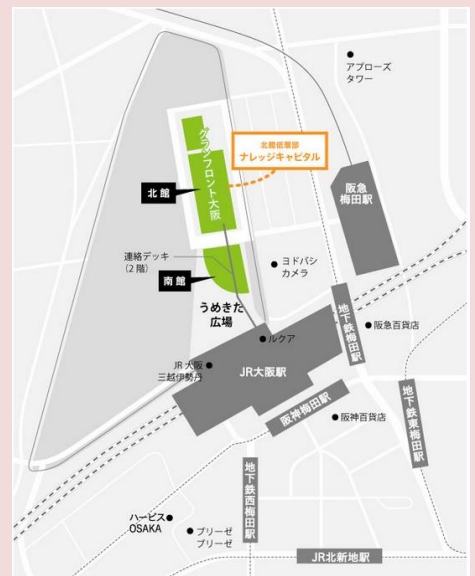 アプローズ
タワー
グランフロント大阪
北館低層部
ナレッジキャピタル
阪急
梅田駅
北館
連絡デッキ
(2階)
南館
ヨドバシ
カメラ
うめきた
広場
地下鉄梅田駅
阪急百貨店
ルクア
JR大阪
三越伊勢丹
JR大阪駅
阪神梅田駅
阪神百貨店
地下鉄東梅田駅
地下鉄西梅田駅
ハービス
OSAKA
ブリーゼ
ブリーゼ
JR北新地駅